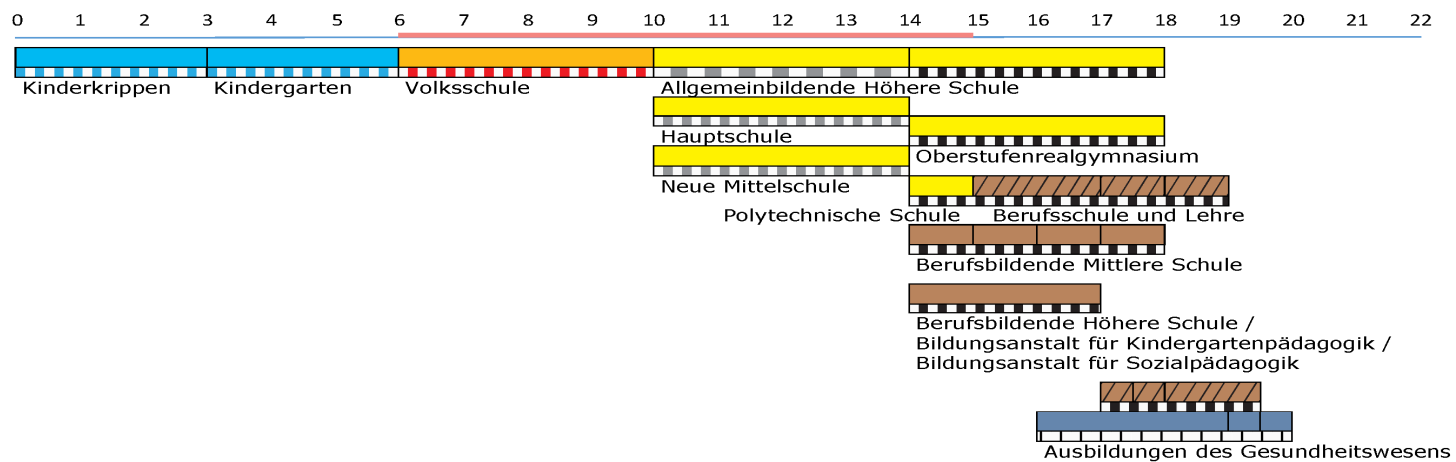 0 1 2 3 4 5 6 7 8 9 10 11 12 13 14 15 16 17 18 19 20 21 22
Kinderkrippen Kindergarten Volksschule Allgemeinbildende Höhere Schule
Hauptschule
Oberstufenrealgymnasium
Neue Mittelschule
Polytechnische Schule Berufsschule und Lehre
Berufsbildende Mittlere Schule
Berufsbildende Höhere Schule /
Bildungsanstalt für Kindergartenpädagogik /
Bildungsanstalt für Sozialpädagogik
Ausbildungen des Gesundheitswesens